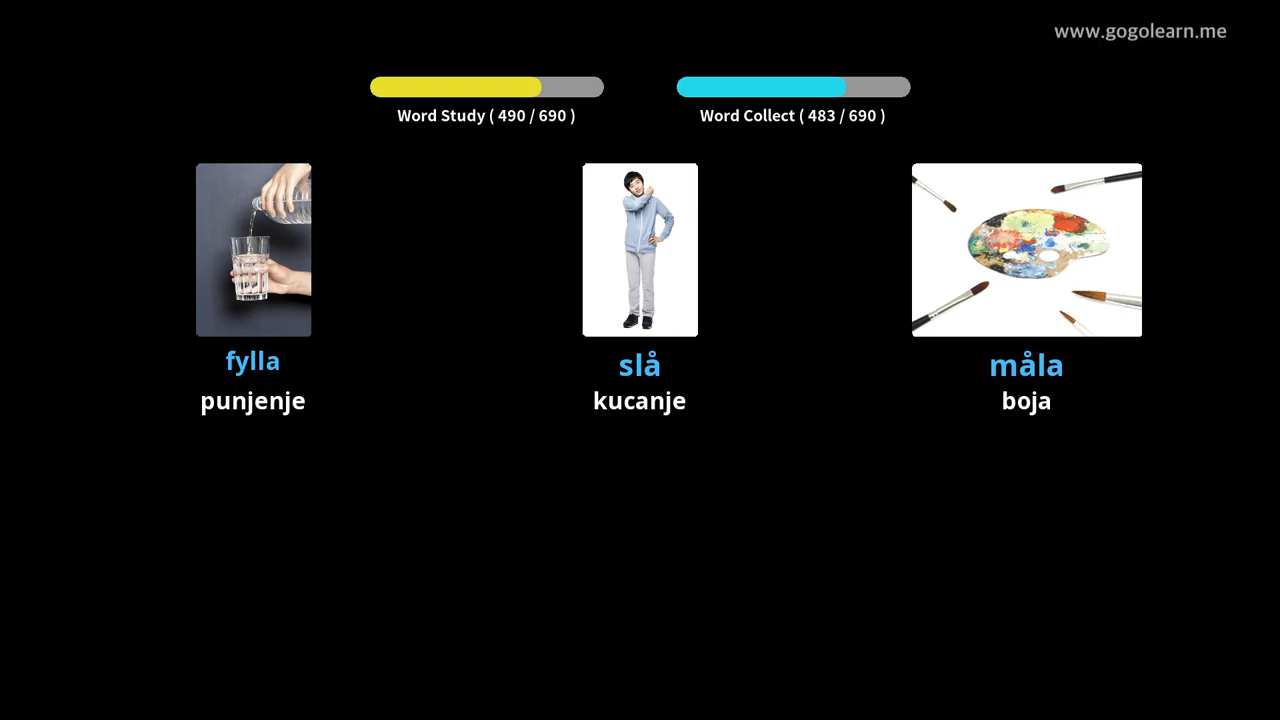 www.gogolearn.me
Word Study ( 490 / 690 )
Word Collect ( 483 / 690 )
fylla
punjenje
slå
kucanje
måla
boja